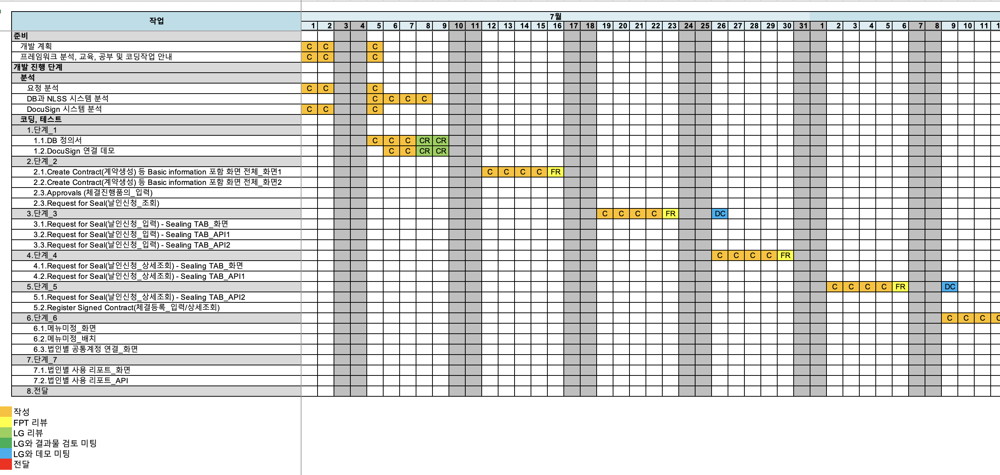 7월
작업
1 2 3 4 5 6 7 8 9 10 11 12 13 14 15 16 17 18 19 20 21 22 23 24 25 26 27 28 29 30 31 1 2 3 4 5 6 7 8 9 10 11
준비
개발 계획 C C C
프레임워크 분석, 교육, 공부 및 코딩작업 안내 C C C
개발 진행 단계
분석
요청 분석 C C C
DB과 NLSS 시스템 분석 C C C C
DocuSign 시스템 분석 C C C
코딩, 테스트
1.단계_1
1.1.DB 정의서 C C C CR CR
1.2.DocuSign 연결 데모 C C CR CR
2.단계_2
2.1.Create Contract(계약생성) 등 Basic information 포함 화면 전체_화면1 C C C C FR
2.2.Create Contract(계약생성) 등 Basic information 포함 화면 전체_화면2
2.3.Approvals (체결진행품의_입력)
2.3.Request for Seal(날인신청_조회)
3.단계_3 C C C C FR DC
3.1.Request for Seal(날인신청_입력) - Sealing TAB_화면
3.2.Request for Seal(날인신청_입력) - Sealing TAB_API1
3.3.Request for Seal(날인신청_입력) - Sealing TAB_API2
4.단계_4 C C C C FR
4.1.Request for Seal(날인신청_상세조회) - Sealing TAB_화면
4.2.Request for Seal(날인신청_상세조회) - Sealing TAB_API1
5.단계_5 C C C C FR DC
5.1.Request for Seal(날인신청_상세조회) - Sealing TAB_API2
5.2.Register Signed Contract(체결등록_입력/상세조회)
6.단계_6 C C C
6.1.메뉴미정_화면
6.2.메뉴미정_배치
6.3.법인별 공통계정 연결_화면
7.단계_7
7.1.법인별 사용 리포트_화면
7.2.법인별 사용 리포트_API
8.전달
작성
FPT 리뷰
LG 리뷰
LG와 결과물 검토 미팅
LG와 데모 미팅
전달